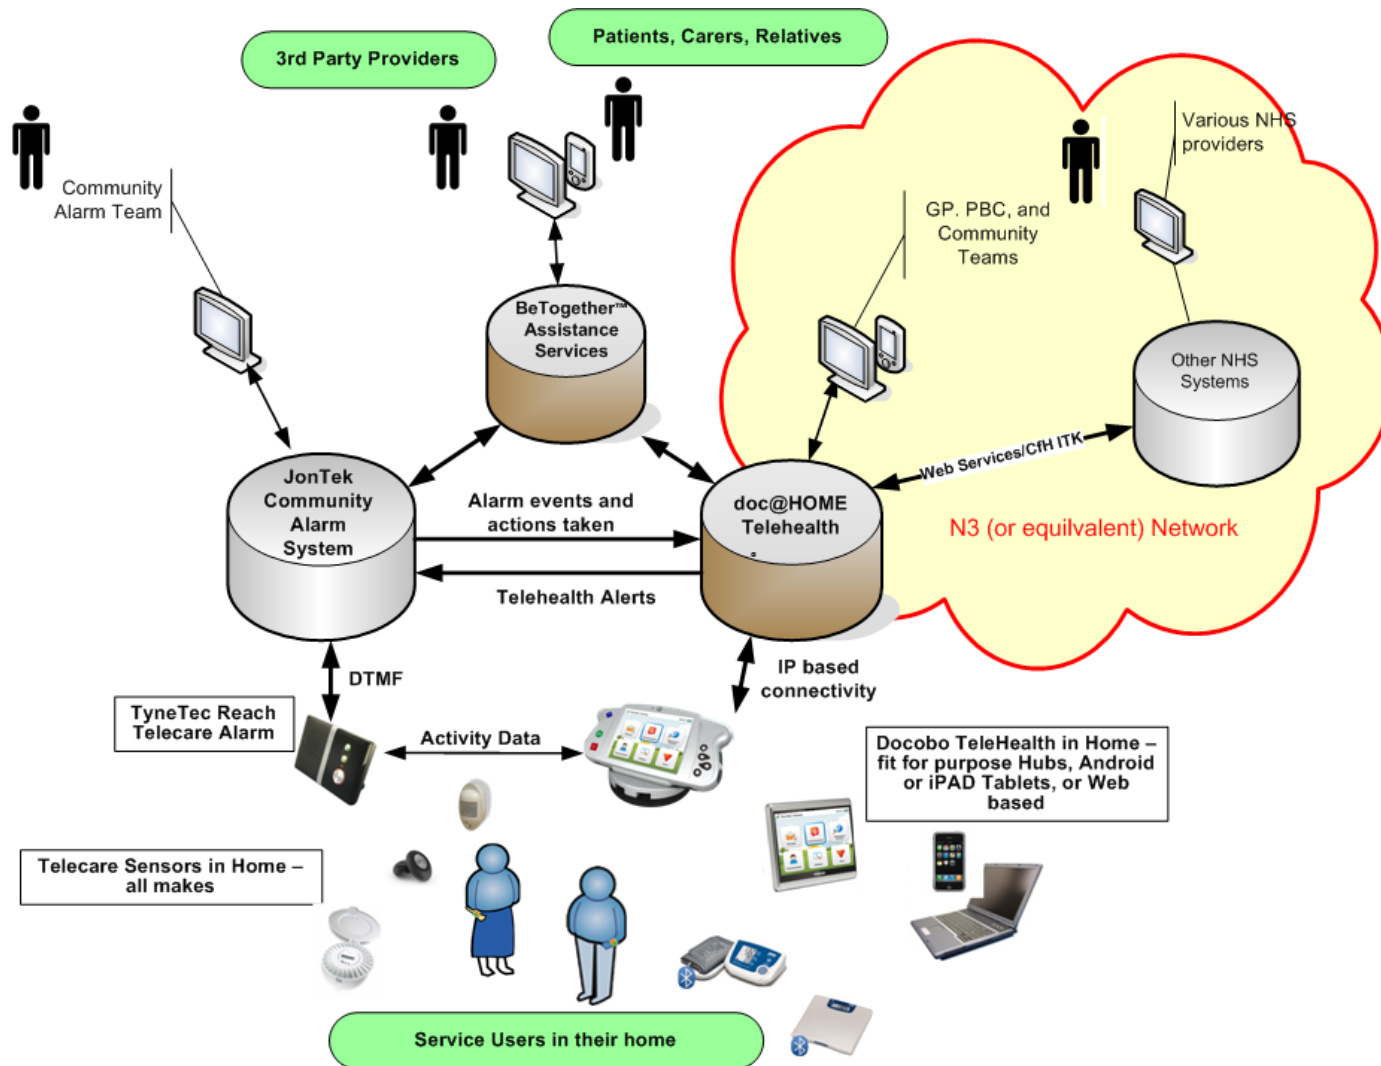 3rd Party Providers
Patients, Carers, Relatives
Community
Alarm Team
Various NHS
providers
GP. PBC, and
Community
Teams
BeTogether™
Assistance
Services
Other NHS
Systems
Web Services/CfH ITK
JonTek
Community
Alarm
System
Alarm events and
actions taken
doc@HOME
Telehealth
N3 (or equilvalent) Network
Telehealth Alerts
DTMF
IP based
connectivity
TyneTec Reach
Telecare Alarm
Activity Data
Docobo TeleHealth in Home –
fit for purpose Hubs, Android
or iPAD Tablets, or Web
based
Telecare Sensors in Home –
all makes
Service Users in their home